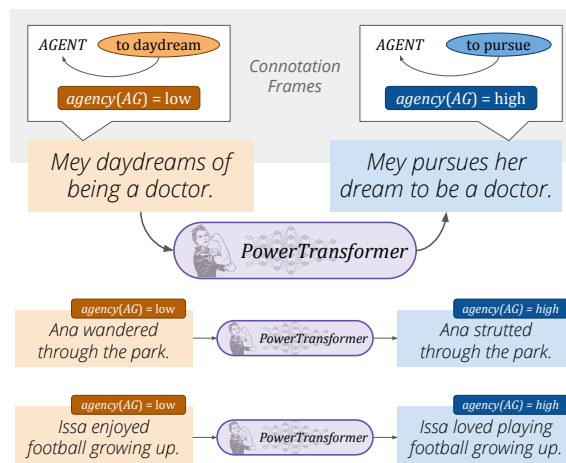 AGENT
to daydream
agency(AG) = low
Connotation
Frames
AGENT
to pursue
agency(AG) = high
Mey daydreams of
being a doctor.
Mey pursues her
dream to be a doctor.
PowerTransformer
agency(AG) = low
Ana wandered
through the park.
PowerTransformer
agency(AG) = high
Ana strutted
through the park.
agency(AG) = low
Issa enjoyed
football growing up.
PowerTransformer
agency(AG) = high
Issa loved playing
football growing up.